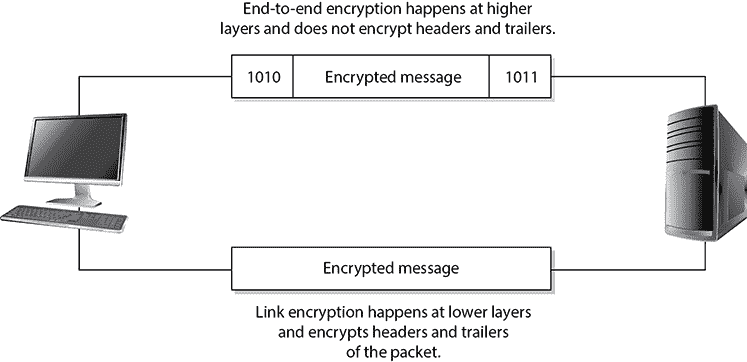 End-to-end encryption happens at higher
layers and does not encrypt headers and trailers.
1010 Encrypted message 1011
Encrypted message
Link encryption happens at lower layers
and encrypts headers and trailers
of the packet.